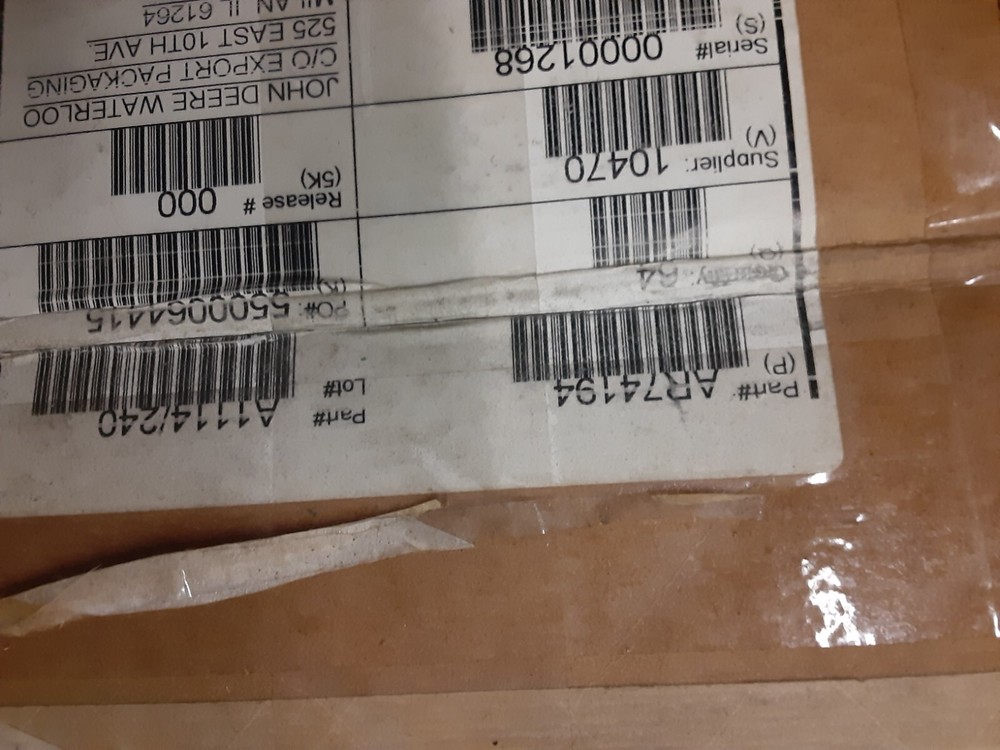 Part# AR74194
(P)
Part# A1114/240
Lot#
Quantity: 64
(Q)
PO#:
(K)
Supplier: 10470
(V)
Release # 000
(5K)
Serial# 00001268
(S)
JOHN DEERE WATERLOO
C/O EXPORT PACKAGING
525 EAST 10TH AVE.
MILAN, IL 61264